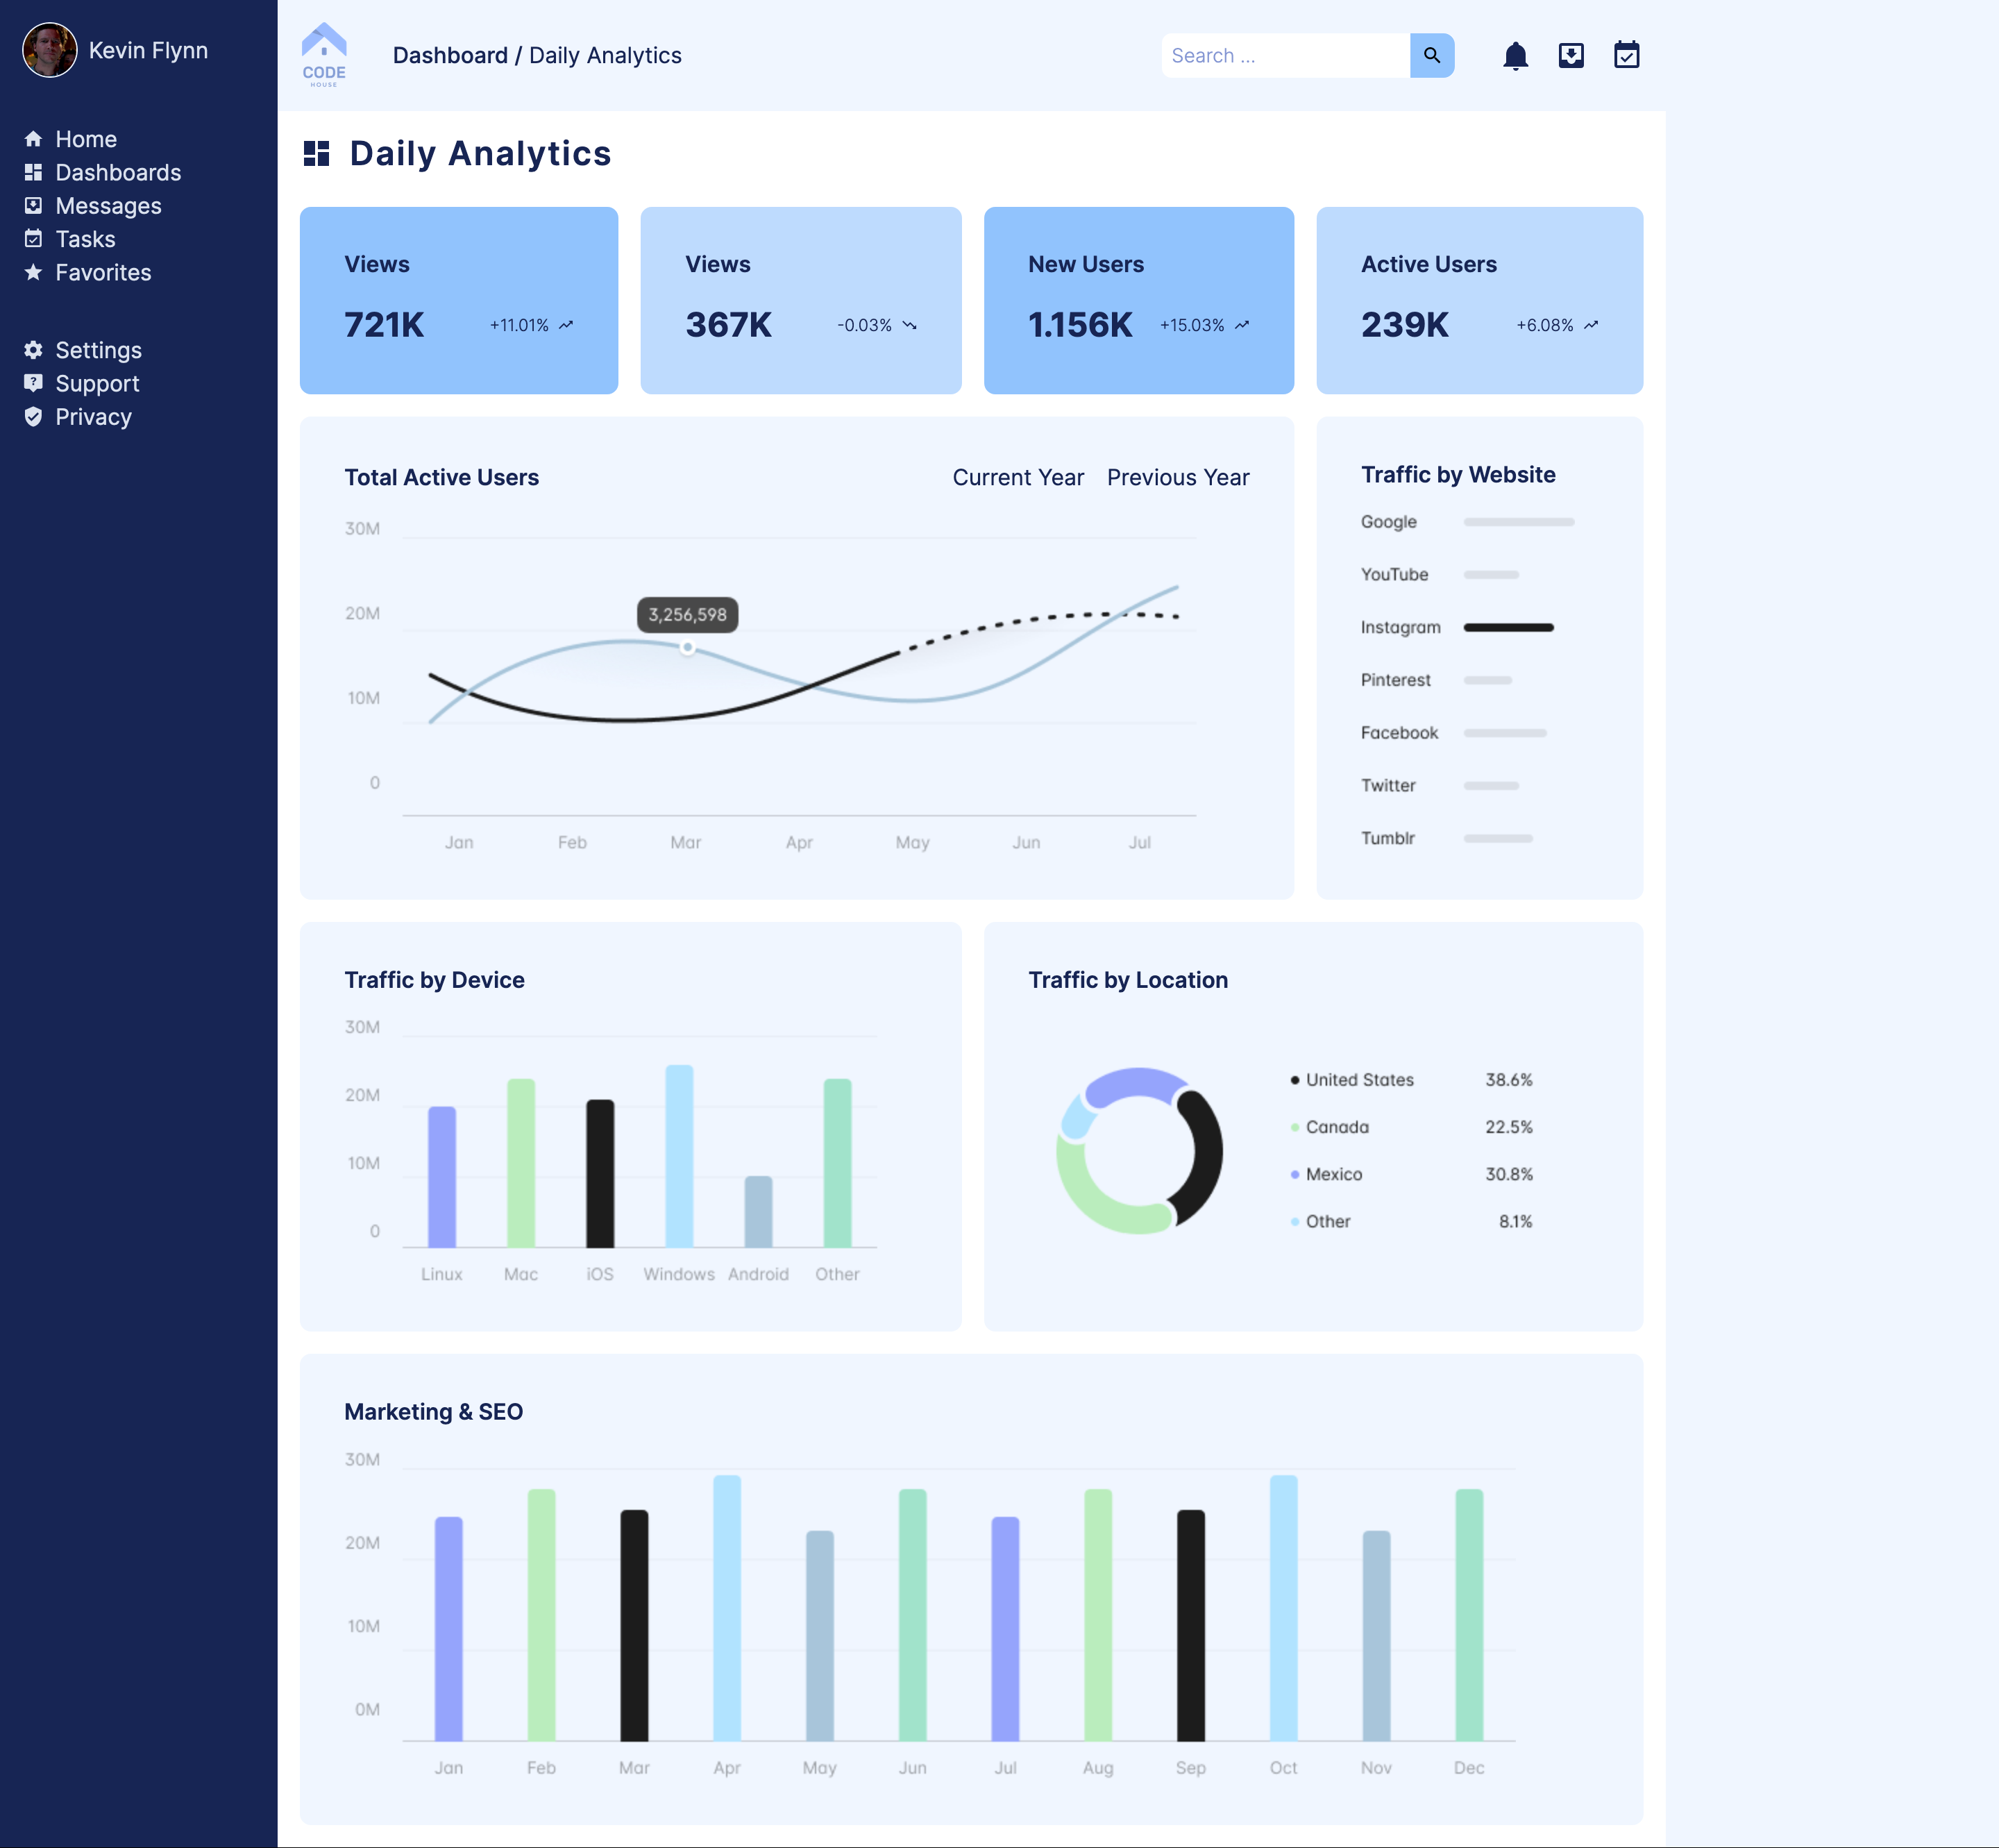 Kevin Flynn
Home
Dashboards
Messages
Tasks
Favorites
Settings
Support
Privacy
CODE
HOUSE
Dashboard / Daily Analytics
Search ...
Daily Analytics
Views
721K +11.01%
Views
367K -0.03%
New Users
1.156K +15.03%
Active Users
239K +6.08%
Total Active Users Current Year Previous Year
30M
20M
10M
0
3,256,598
Jan Feb Mar Apr May Jun Jul
Traffic by Website
Google
YouTube
Instagram
Pinterest
Facebook
Twitter
Tumblr
Traffic by Device
30M
20M
10M
0
Linux Mac iOS Windows Android Other
Traffic by Location
United States 38.6%
Canada 22.5%
Mexico 30.8%
Other 8.1%
Marketing & SEO
30M
20M
10M
0M
Jan Feb Mar Apr May Jun Jul Aug Sep Oct Nov Dec